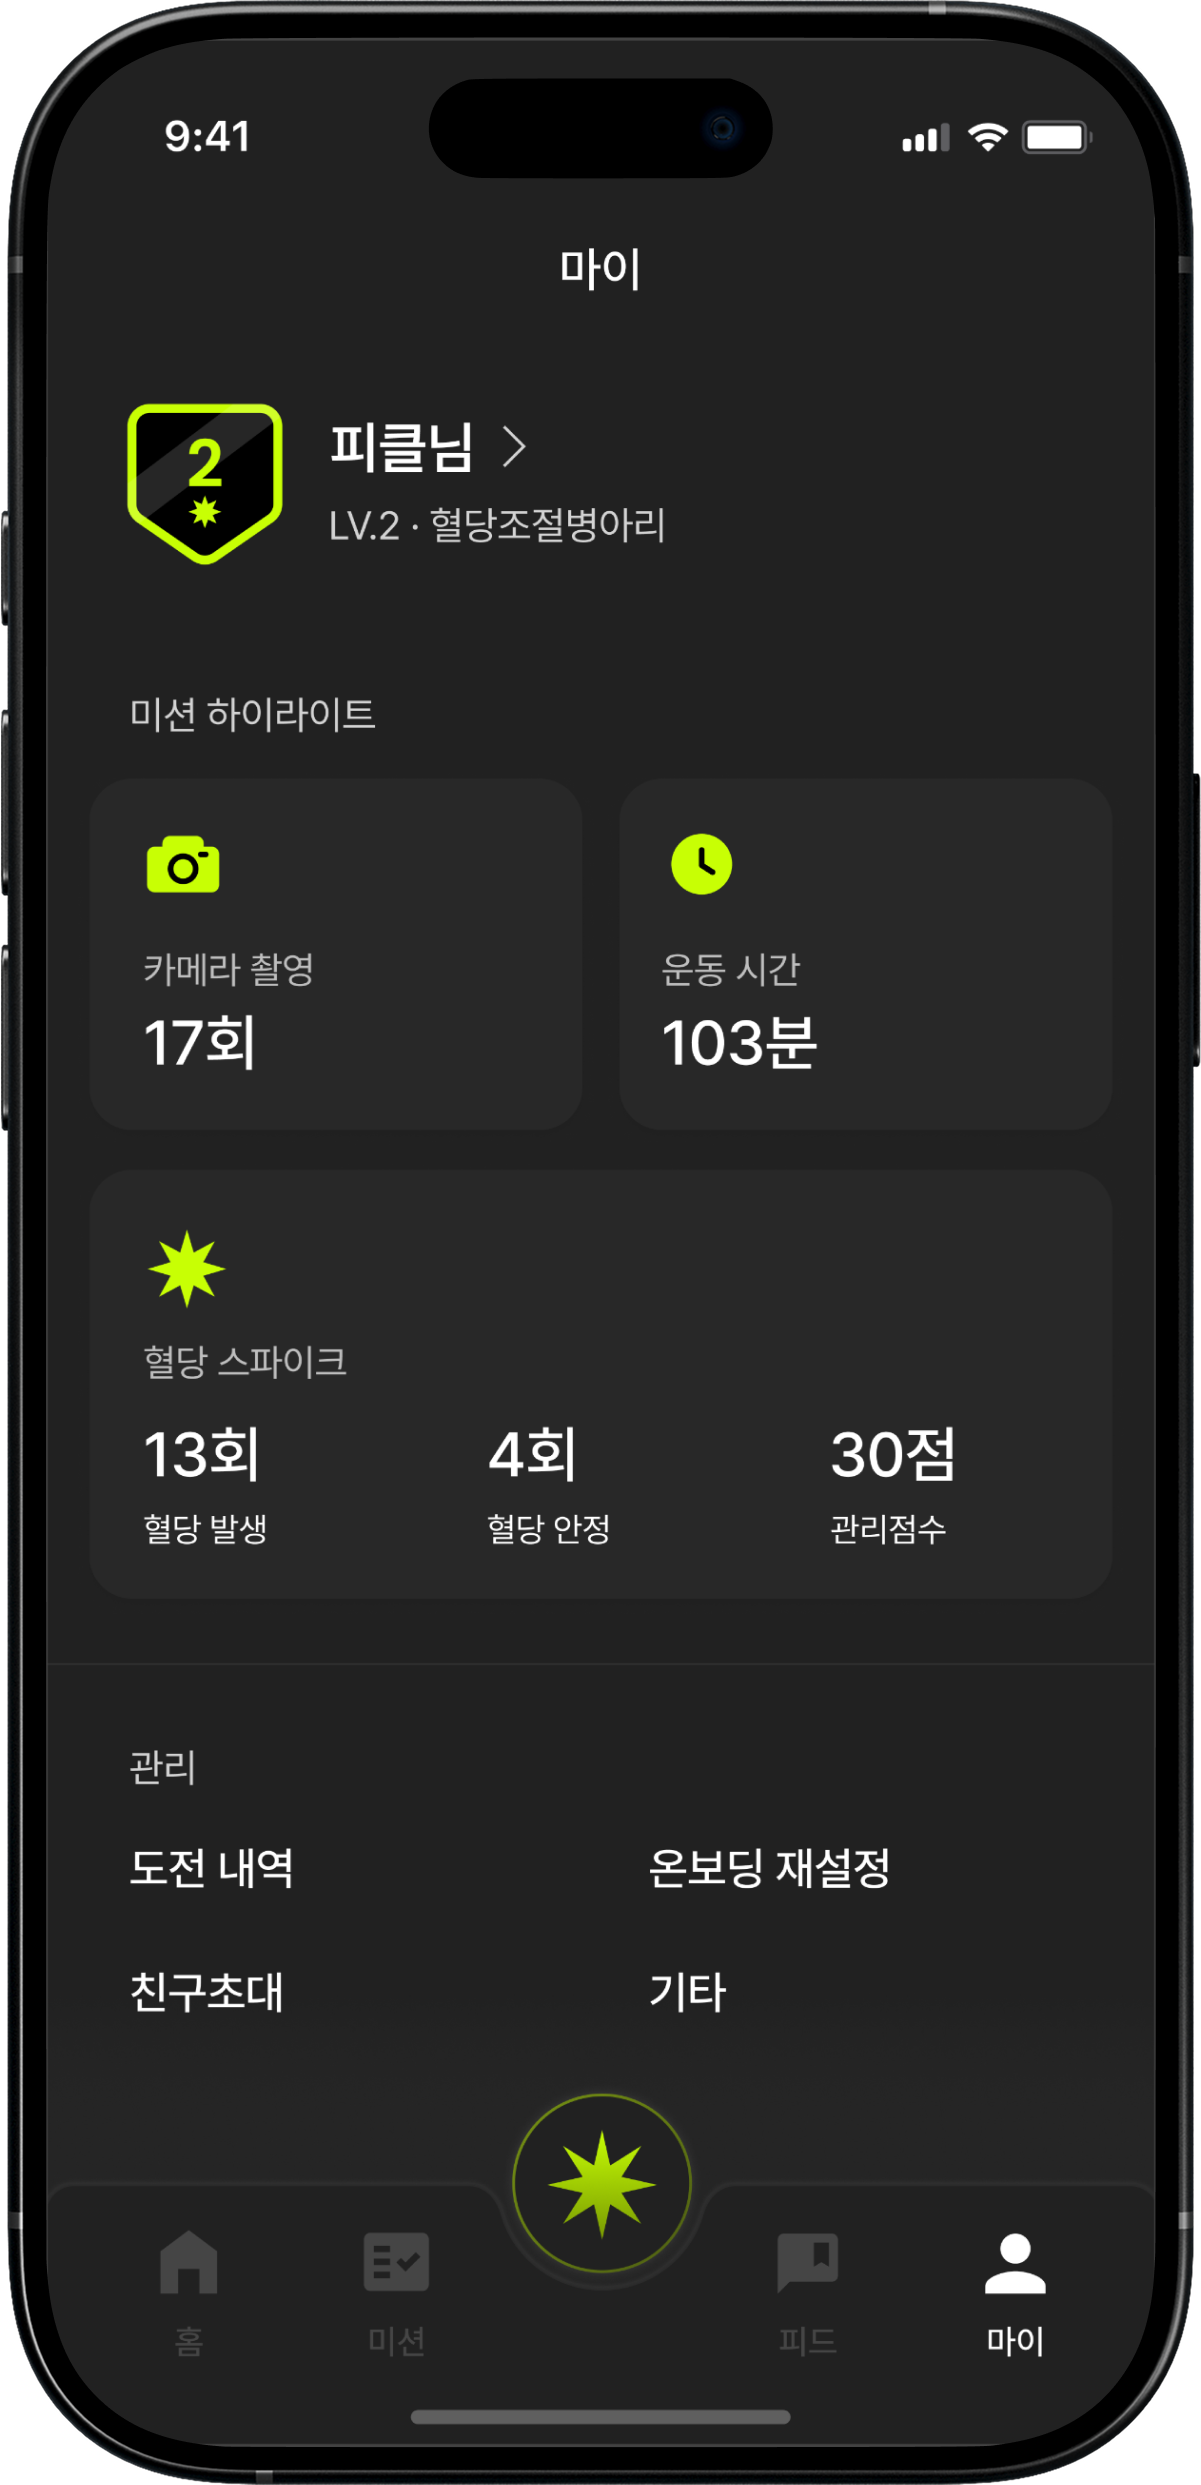 9:41
마이
2
피클님
LV.2 · 혈당조절병아리
미션 하이라이트
카메라 촬영
17회
운동 시간
103분
혈당 스파이크
13회
혈당 발생
4회
혈당 안정
30점
관리점수
관리
도전 내역
온보딩 재설정
친구초대
기타
홈
미션
피드
마이